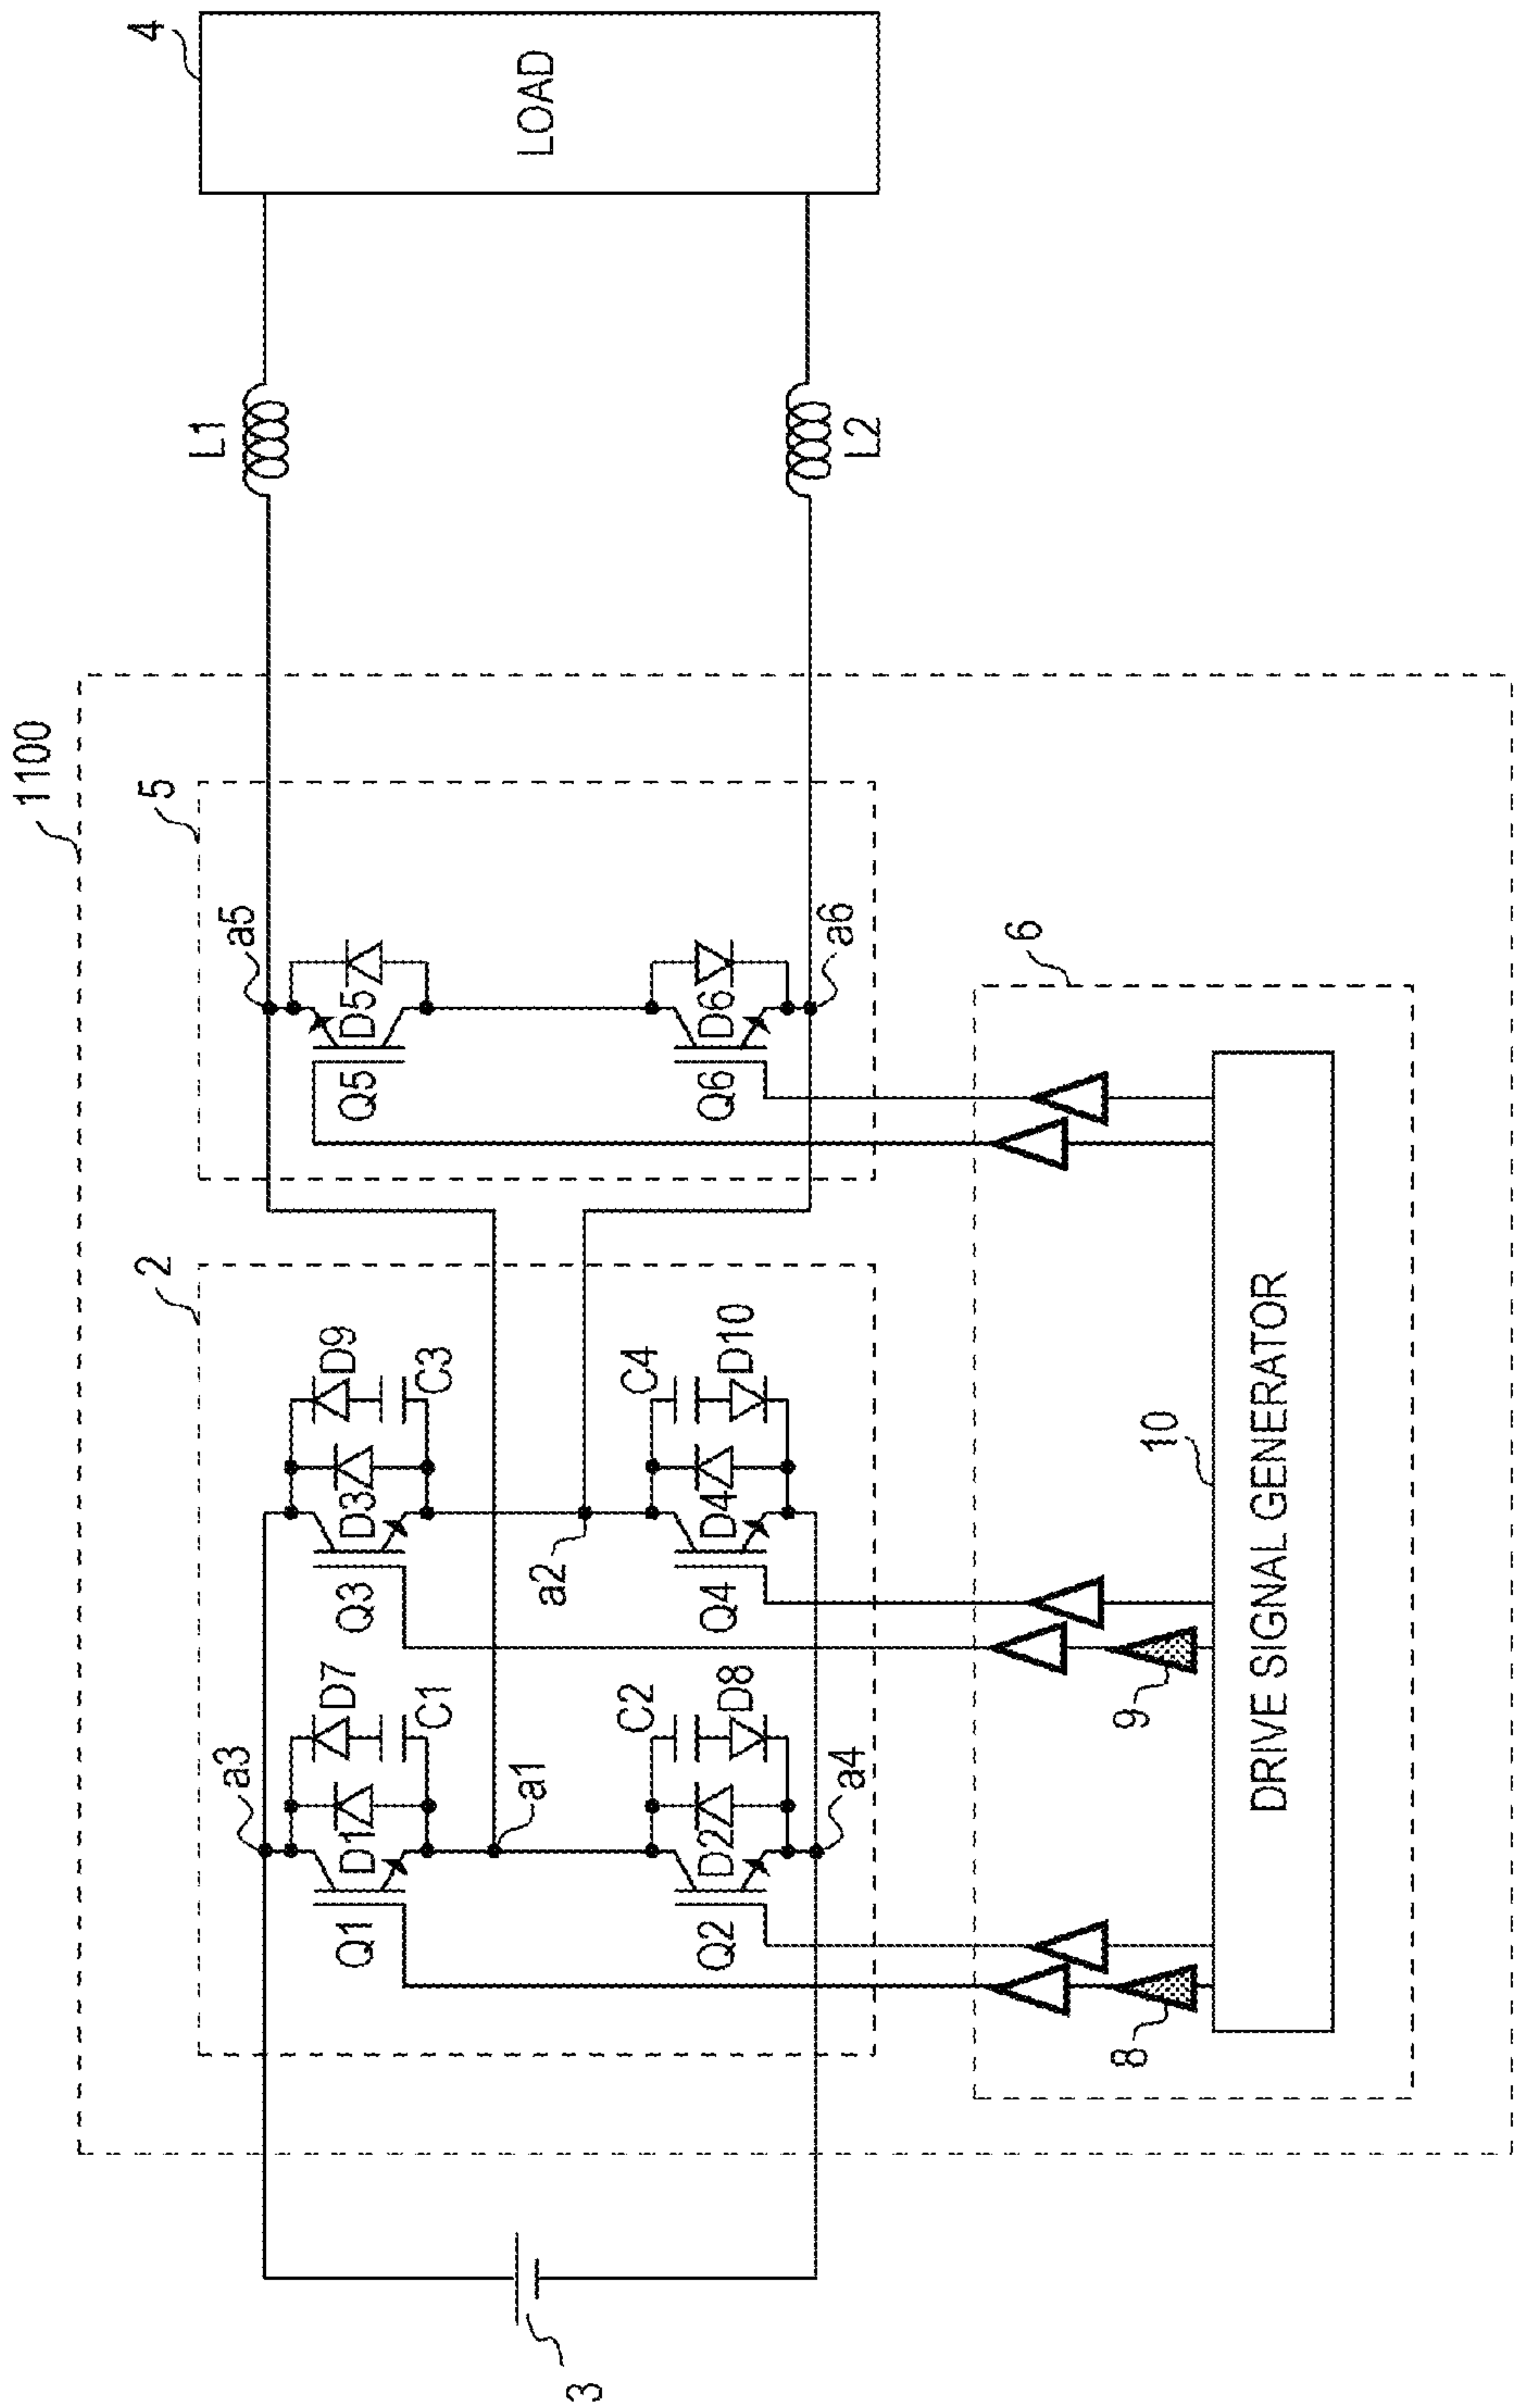 1100
3
2
a3
D7
D9
D1
D3
Q1
Q3
C1
C3
a1
a2
C2
C4
D8
D10
D2
D4
Q2
Q4
a4
5
a5
D5
Q5
D6
Q6
a6
L1
L2
4
LOAD
6
8
9
10
DRIVE SIGNAL GENERATOR